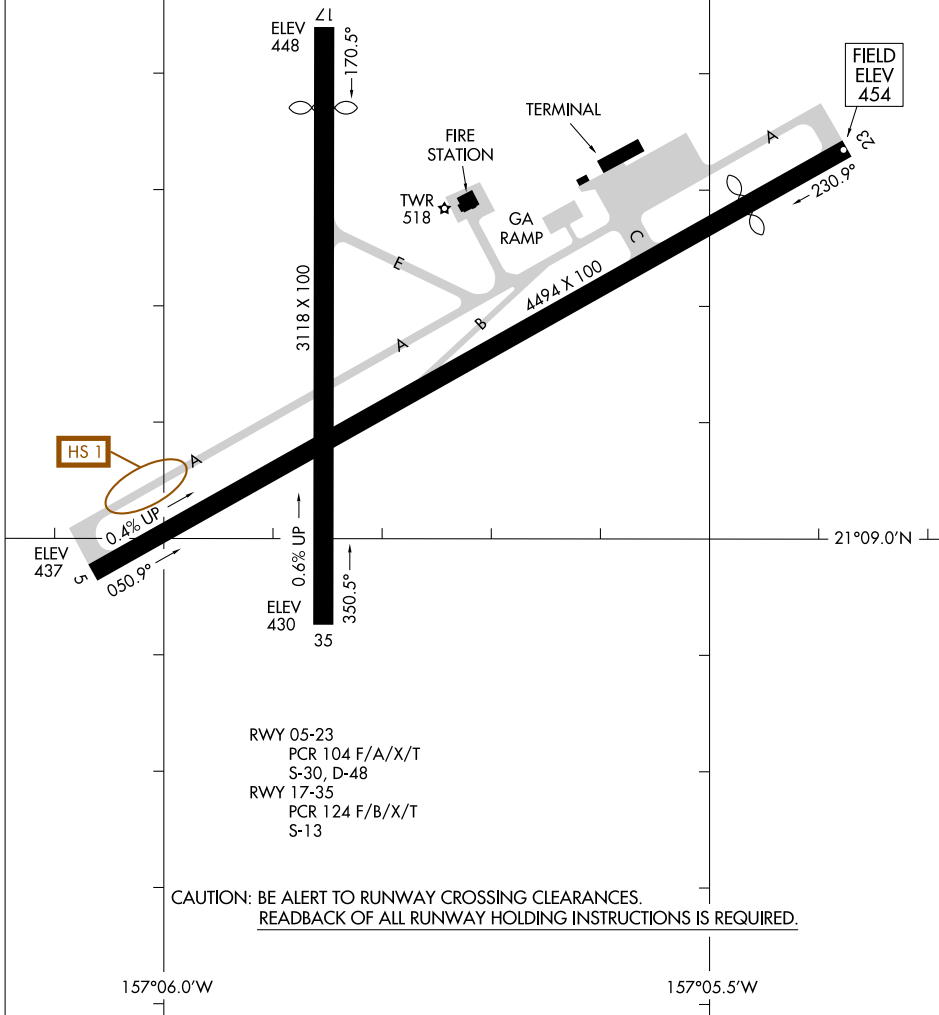 17
ELEV
448
170.5°
FIELD
ELEV
454
TERMINAL
A
23
FIRE
STATION
230.9°
TWR
518
GA
RAMP
C
E
4494 X 100
3118 X 100
B
A
HS 1
A
0.4% UP
21°09.0'N
ELEV
437
5
050.9°
0.6% UP
350.5°
ELEV
430
35
RWY 05-23
PCR 104 F/A/X/T
S-30, D-48
RWY 17-35
PCR 124 F/B/X/T
S-13
CAUTION: BE ALERT TO RUNWAY CROSSING CLEARANCES.
READBACK OF ALL RUNWAY HOLDING INSTRUCTIONS IS REQUIRED.
157°06.0'W
157°05.5'W